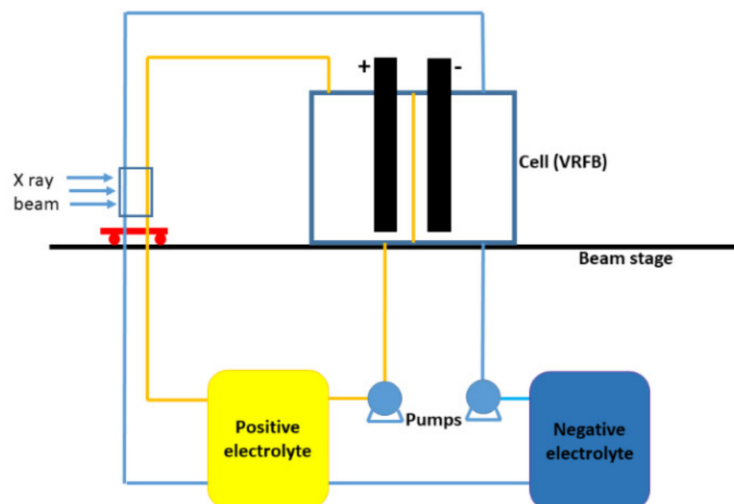 +
-
Cell (VRFB)
X ray
beam
Beam stage
Positive
electrolyte
Pumps
Negative
electrolyte